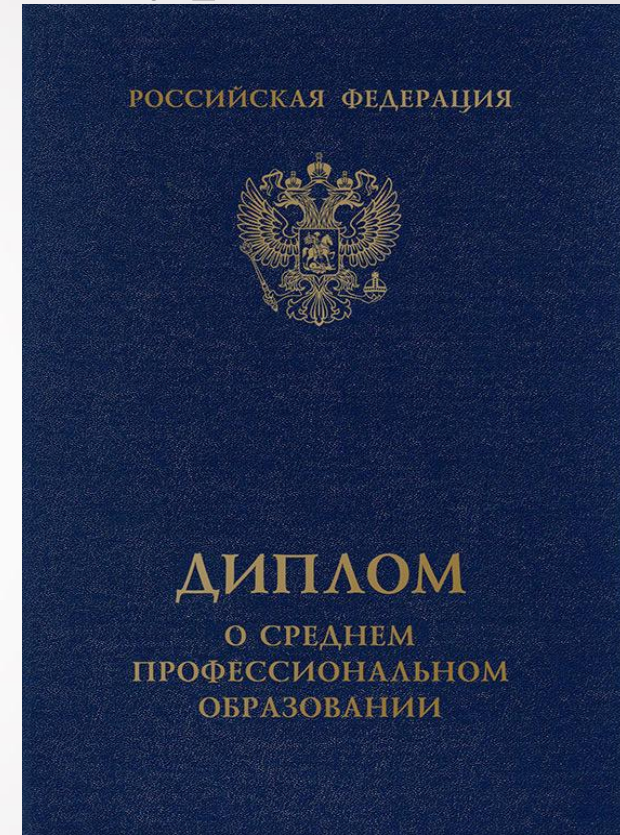 РОССИЙСКАЯ ФЕДЕРАЦИЯ
ДИПЛОМ
О СРЕДНЕМ
ПРОФЕССИОНАЛЬНОМ
ОБРАЗОВАНИИ